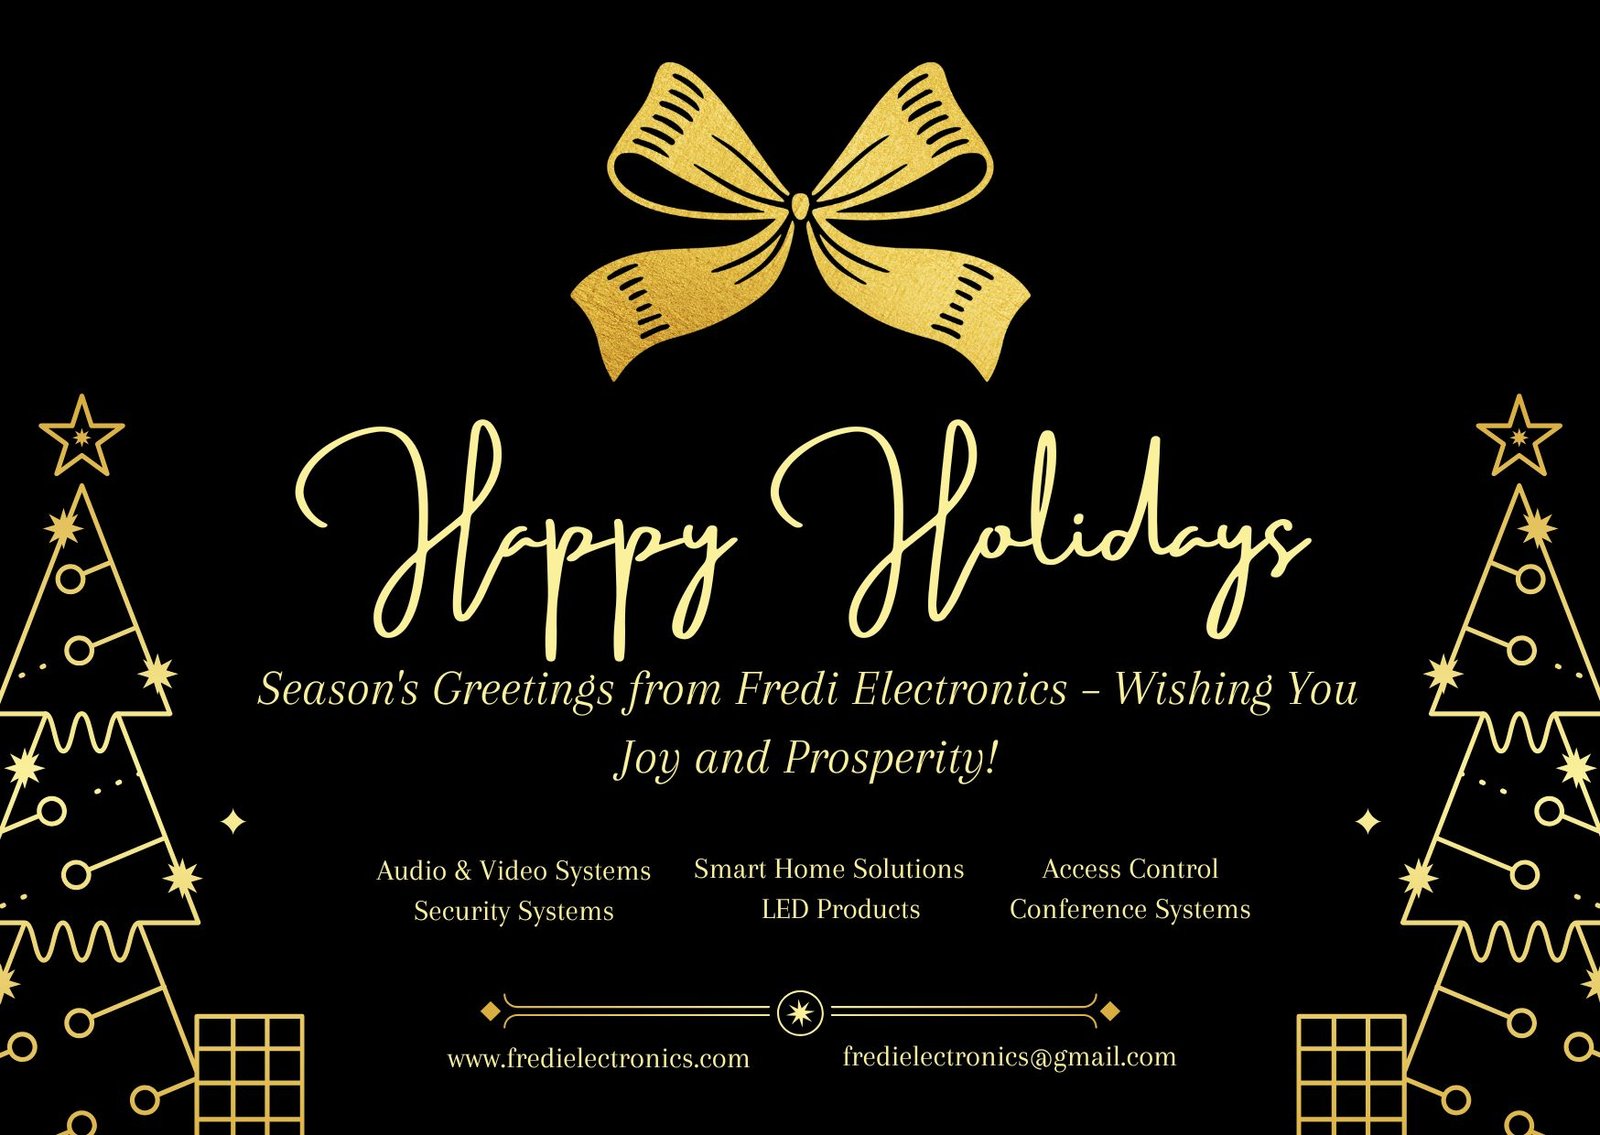 Happy Holidays
Season's Greetings from Fredi Electronics – Wishing You
Joy and Prosperity!
Audio & Video Systems
Security Systems
Smart Home Solutions
LED Products
Access Control
Conference Systems
www.fredielectronics.com
fredielectronics@gmail.com